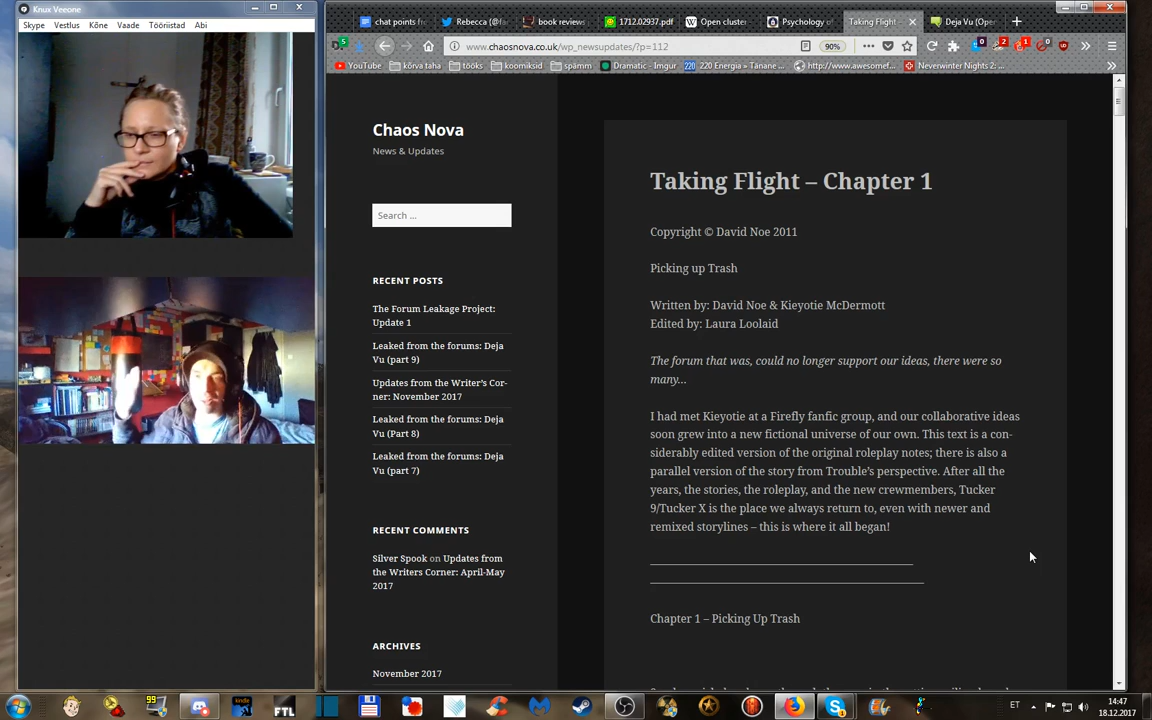 Knux Veeone
Skype Vestlus Kõne Vaade Tööriistad Abi
chat points fr
Twitter Rebecca (@fa
book reviews
1712.02937.pdf
Open cluster
Psychology of
Taking Flight –
Deja Vu (Oper
www.chaosnova.co.uk/wp_newsupdates/?p=112
90%
YouTube
kõrva taha
tööks
koomiksid
spämm
Dramatic - Imgur
220 Energia » Tänane ...
http://www.awesomef...
Neverwinter Nights 2: ...
Chaos Nova
News & Updates
Search ...
RECENT POSTS
The Forum Leakage Project:
Update 1
Leaked from the forums: Deja
Vu (part 9)
Updates from the Writer's Cor-
ner: November 2017
Leaked from the forums: Deja
Vu (Part 8)
Leaked from the forums: Deja
Vu (part 7)
RECENT COMMENTS
Silver Spook on Updates from
the Writers Corner: April-May
2017
ARCHIVES
November 2017
Taking Flight – Chapter 1
Copyright © David Noe 2011
Picking up Trash
Written by: David Noe & Kieyotie McDermott
Edited by: Laura Loolaid
The forum that was, could no longer support our ideas, there were so
many…
I had met Kieyotie at a Firefly fanfic group, and our collaborative ideas
soon grew into a new fictional universe of our own. This text is a con-
siderably edited version of the original roleplay notes; there is also a
parallel version of the story from Trouble's perspective. After all the
years, the stories, the roleplay, and the new crewmembers, Tucker
9/Tucker X is the place we always return to, even with newer and
remixed storylines – this is where it all began!
Chapter 1 – Picking Up Trash
99
kindle
FTL
ET
14:47
18.12.2017